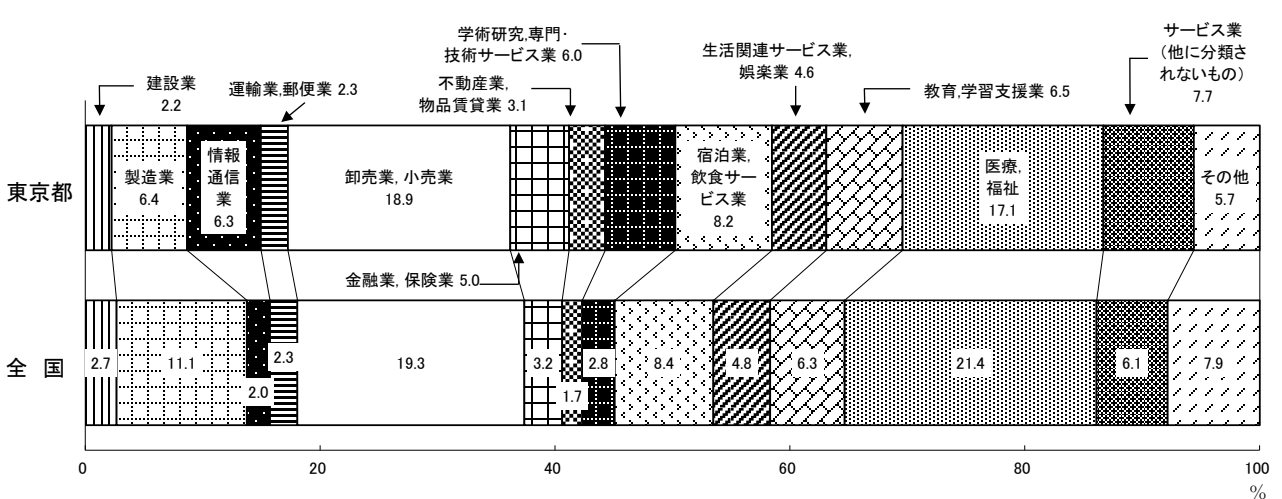 学術研究,専門・
技術サービス業 6.0
サービス業
(他に分類さ
れないもの)
7.7
生活関連サービス業,
娯楽業 4.6
建設業
2.2
運輸業,郵便業 2.3
不動産業,
物品賃貸業 3.1
教育,学習支援業 6.5
東京都
製造業
6.4
情報
通信
業
6.3
卸売業, 小売業
18.9
宿泊業,
飲食サー
ビス業
8.2
医療,
福祉
17.1
その他
5.7
金融業, 保険業 5.0
全 国
2.7
11.1
2.0
2.3
19.3
3.2
1.7
2.8
8.4
4.8
6.3
21.4
6.1
7.9
0
20
40
60
80
100
%